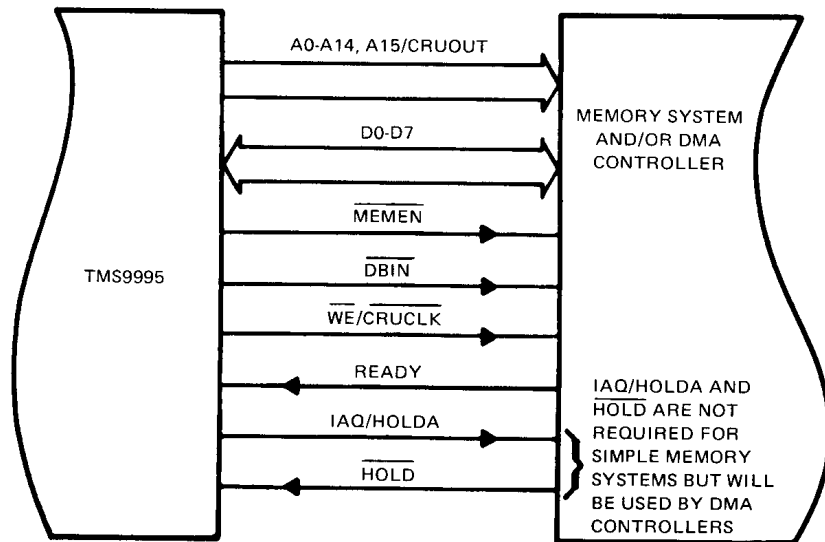 A0-A14, A15/CRUOUT
MEMORY SYSTEM
AND/OR DMA
CONTROLLER
D0-D7
MEMEN
TMS9995
DBIN
WE/CRUCLK
READY
IAQ/HOLDA
HOLD
IAQ/HOLDA AND
HOLD ARE NOT
REQUIRED FOR
SIMPLE MEMORY
SYSTEMS BUT WILL
BE USED BY DMA
CONTROLLERS